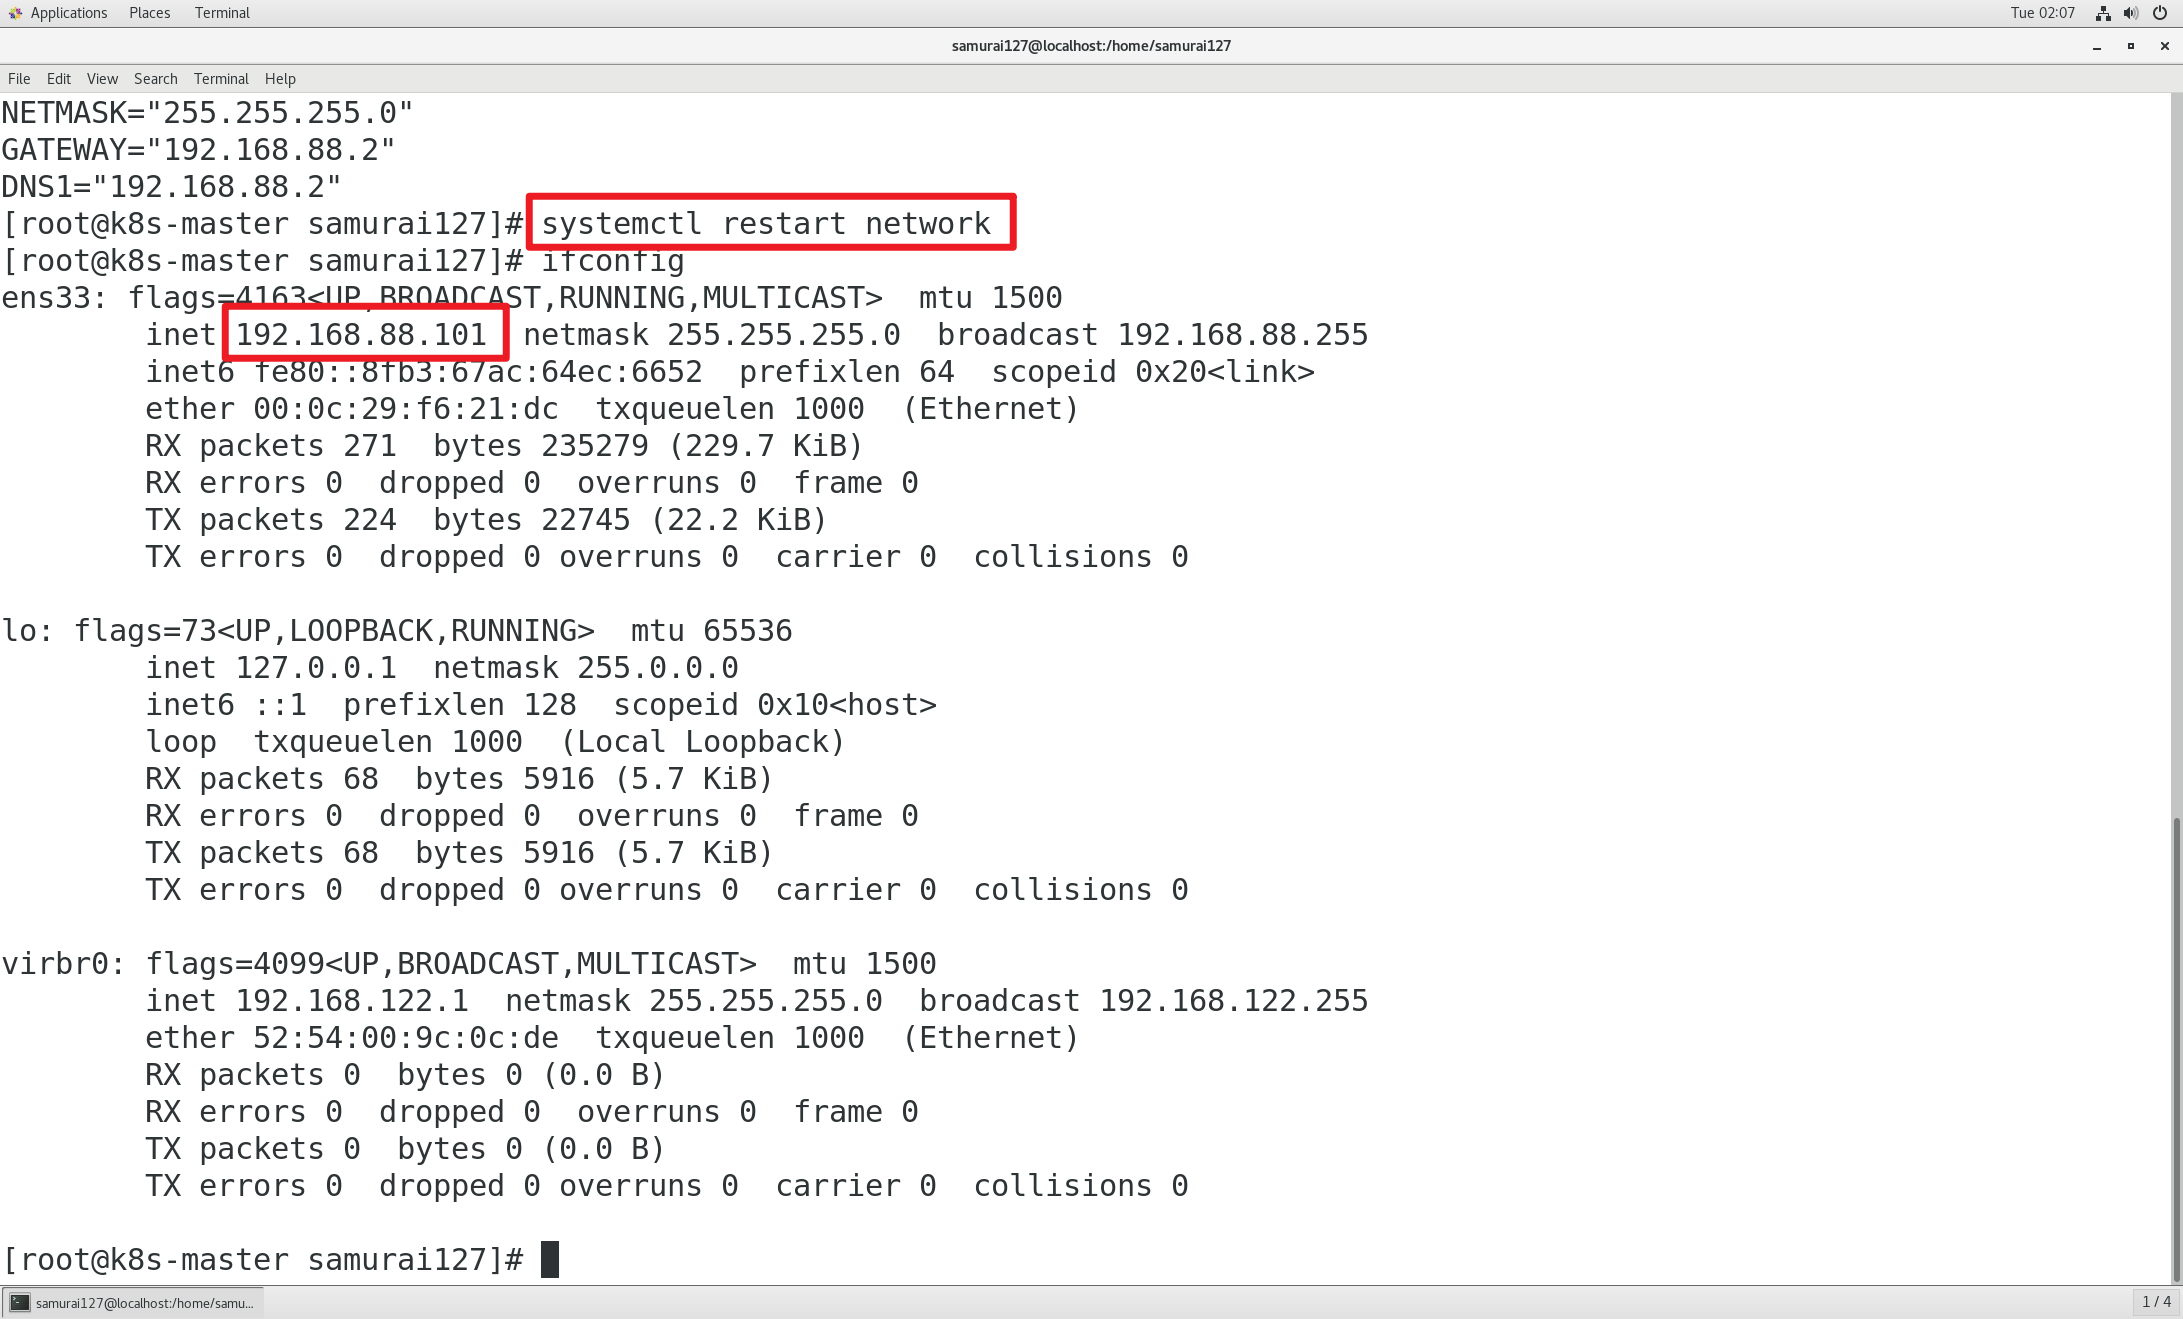 Applications Places Terminal Tue 02:07
samurai127@localhost:/home/samurai127
File Edit View Search Terminal Help
NETMASK="255.255.255.0"
GATEWAY="192.168.88.2"
DNS1="192.168.88.2"
[root@k8s-master samurai127]# systemctl restart network
[root@k8s-master samurai127]# ifconfig
ens33: flags=4163<UP,BROADCAST,RUNNING,MULTICAST>  mtu 1500
        inet 192.168.88.101  netmask 255.255.255.0  broadcast 192.168.88.255
        inet6 fe80::8fb3:67ac:64ec:6652  prefixlen 64  scopeid 0x20<link>
        ether 00:0c:29:f6:21:dc  txqueuelen 1000  (Ethernet)
        RX packets 271  bytes 235279 (229.7 KiB)
        RX errors 0  dropped 0  overruns 0  frame 0
        TX packets 224  bytes 22745 (22.2 KiB)
        TX errors 0  dropped 0 overruns 0  carrier 0  collisions 0

lo: flags=73<UP,LOOPBACK,RUNNING>  mtu 65536
        inet 127.0.0.1  netmask 255.0.0.0
        inet6 ::1  prefixlen 128  scopeid 0x10<host>
        loop  txqueuelen 1000  (Local Loopback)
        RX packets 68  bytes 5916 (5.7 KiB)
        RX errors 0  dropped 0  overruns 0  frame 0
        TX packets 68  bytes 5916 (5.7 KiB)
        TX errors 0  dropped 0 overruns 0  carrier 0  collisions 0

virbr0: flags=4099<UP,BROADCAST,MULTICAST>  mtu 1500
        inet 192.168.122.1  netmask 255.255.255.0  broadcast 192.168.122.255
        ether 52:54:00:9c:0c:de  txqueuelen 1000  (Ethernet)
        RX packets 0  bytes 0 (0.0 B)
        RX errors 0  dropped 0  overruns 0  frame 0
        TX packets 0  bytes 0 (0.0 B)
        TX errors 0  dropped 0 overruns 0  carrier 0  collisions 0

[root@k8s-master samurai127]#
samurai127@localhost:/home/samu... 1 / 4